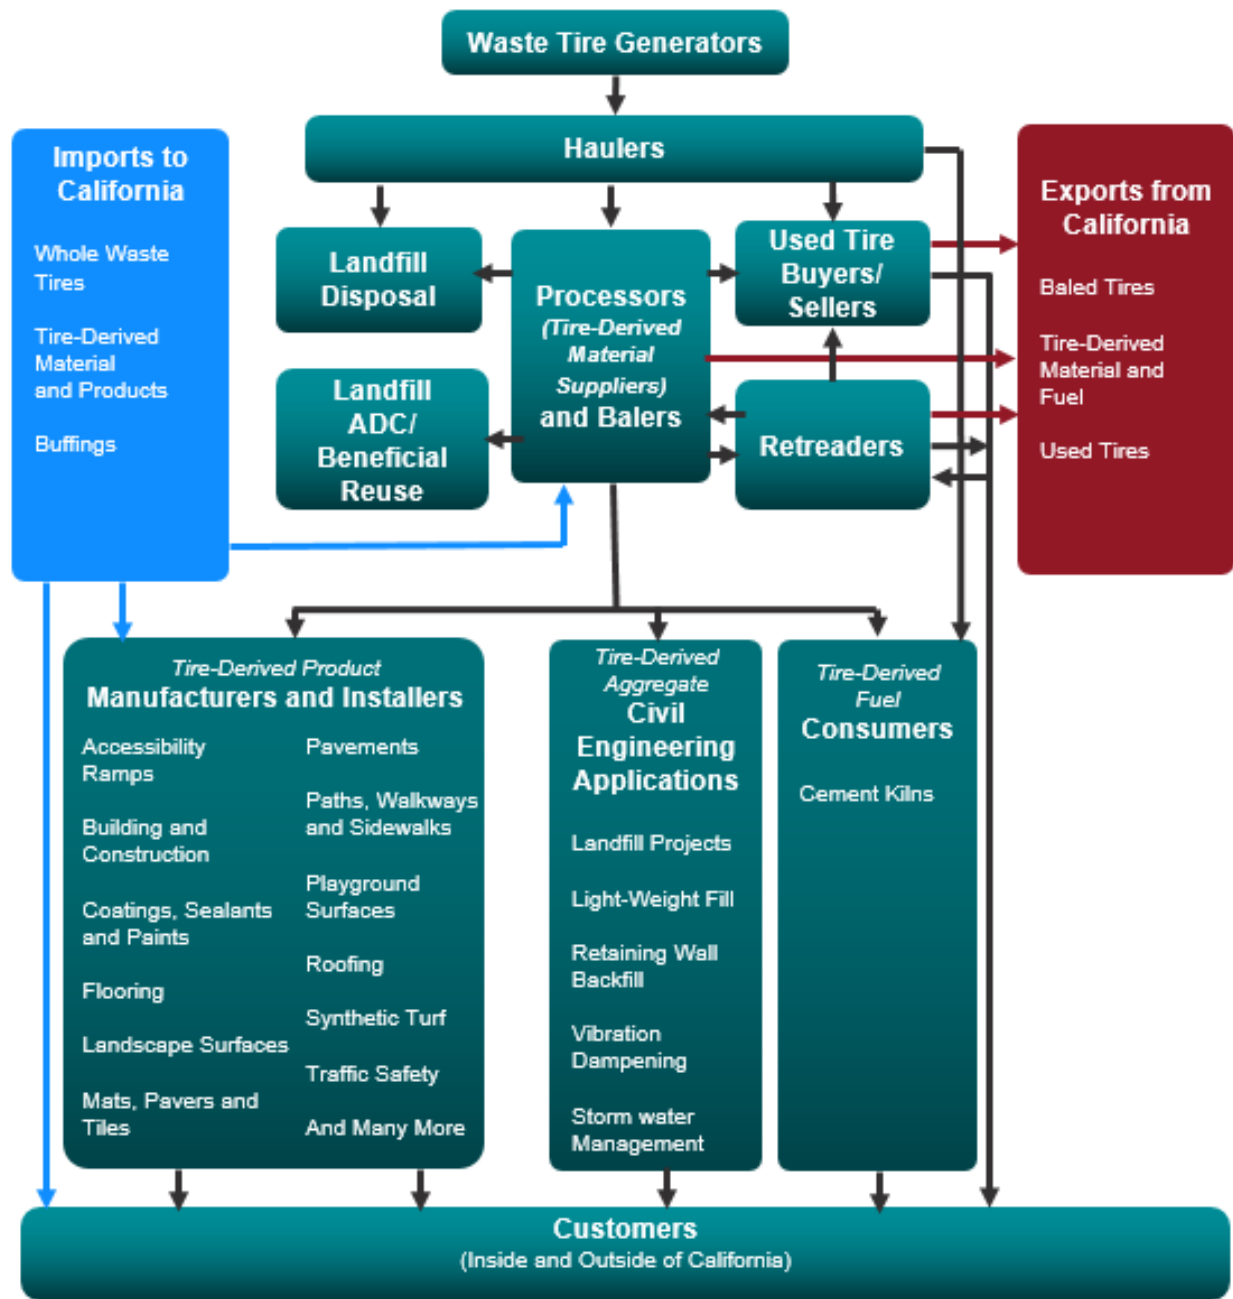 Waste Tire Generators
Haulers
Imports to
California
Whole Waste
Tires
Tire-Derived
Material
and Products
Buffings
Landfill
Disposal
Landfill
ADC/
Beneficial
Reuse
Processors
(Tire-Derived
Material
Suppliers)
and Balers
Used Tire
Buyers/
Sellers
Retreaders
Exports from
California
Baled Tires
Tire-Derived
Material and
Fuel
Used Tires
Tire-Derived Product
Manufacturers and Installers
Accessibility
Ramps
Building and
Construction
Coatings, Sealants
and Paints
Flooring
Landscape Surfaces
Mats, Pavers and
Tiles
Pavements
Paths, Walkways
and Sidewalks
Playground
Surfaces
Roofing
Synthetic Turf
Traffic Safety
And Many More
Tire-Derived
Aggregate
Civil
Engineering
Applications
Landfill Projects
Light-Weight Fill
Retaining Wall
Backfill
Vibration
Dampening
Storm water
Management
Tire-Derived
Fuel
Consumers
Cement Kilns
Customers
(Inside and Outside of California)